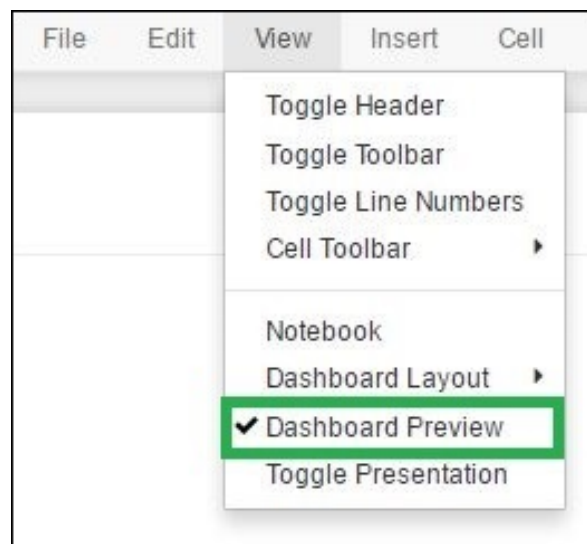 File Edit View Insert Cell
Toggle Header
Toggle Toolbar
Toggle Line Numbers
Cell Toolbar
Notebook
Dashboard Layout
Dashboard Preview
Toggle Presentation